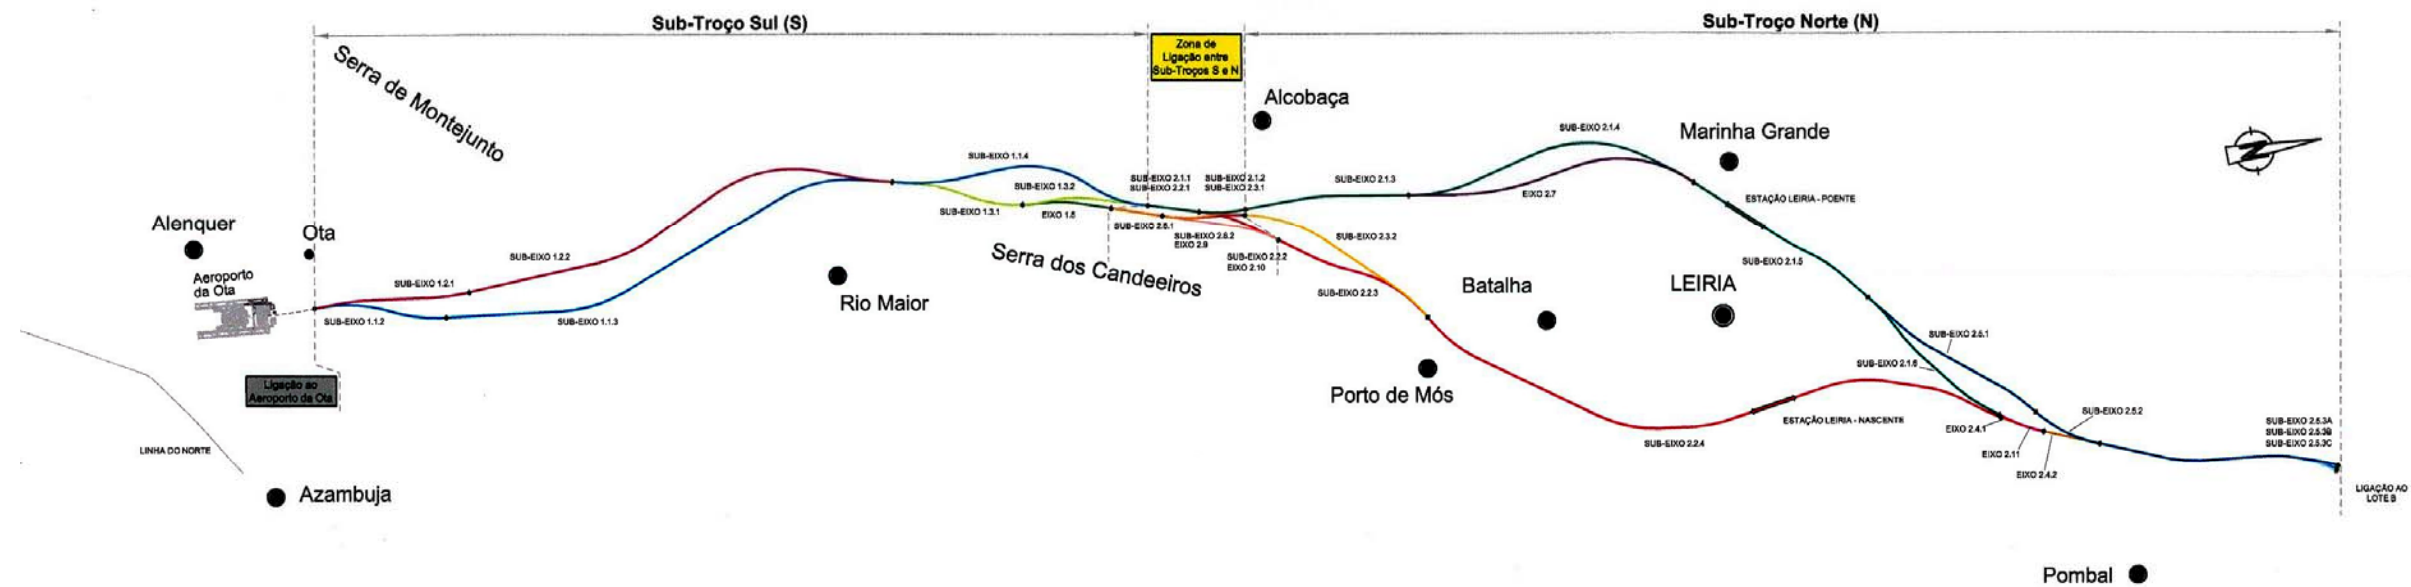 Sub-Troço Sul (S)
Sub-Troço Norte (N)
Zona de
Ligação entre
Sub-Troços S e N
Serra de Montejunto
Alcobaça
Marinha Grande
SUB-EIXO 2.1.4
SUB-EIXO 1.1.4
SUB-EIXO 2.1.1
SUB-EIXO 2.2.1
SUB-EIXO 2.1.2
SUB-EIXO 2.3.1
SUB-EIXO 2.1.3
SUB-EIXO 1.3.2
EIXO 2.7
ESTAÇÃO LEIRIA - POENTE
SUB-EIXO 1.3.1
EIXO 1.5
SUB-EIXO 2.6.1
SUB-EIXO 2.6.2
EIXO 2.9
SUB-EIXO 2.3.2
Alenquer
Ota
SUB-EIXO 1.2.2
SUB-EIXO 2.2.2
EIXO 2.10
SUB-EIXO 2.1.5
Serra dos Candeeiros
Aeroporto
da Ota
SUB-EIXO 1.2.1
Rio Maior
SUB-EIXO 2.2.3
Batalha
LEIRIA
SUB-EIXO 1.1.2
SUB-EIXO 1.1.3
SUB-EIXO 2.5.1
SUB-EIXO 2.1.6
Ligação ao
Aeroporto da Ota
Porto de Mós
ESTAÇÃO LEIRIA - NASCENTE
SUB-EIXO 2.5.2
SUB-EIXO 2.5.3A
SUB-EIXO 2.5.3B
SUB-EIXO 2.5.3C
EIXO 2.4.1
SUB-EIXO 2.2.4
LINHA DO NORTE
EIXO 2.11
EIXO 2.4.2
LIGAÇÃO AO
LOTE B
Azambuja
Pombal